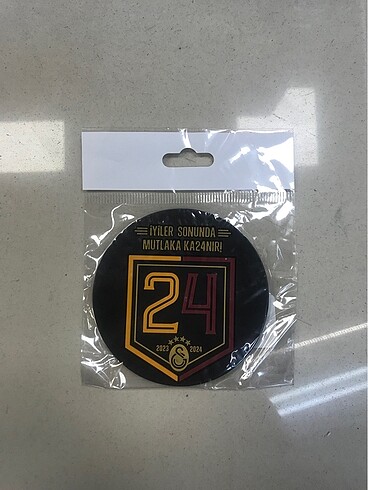 İYİLER SONUNDA
MUTLAKA KA24NIR!
24
2023 2024